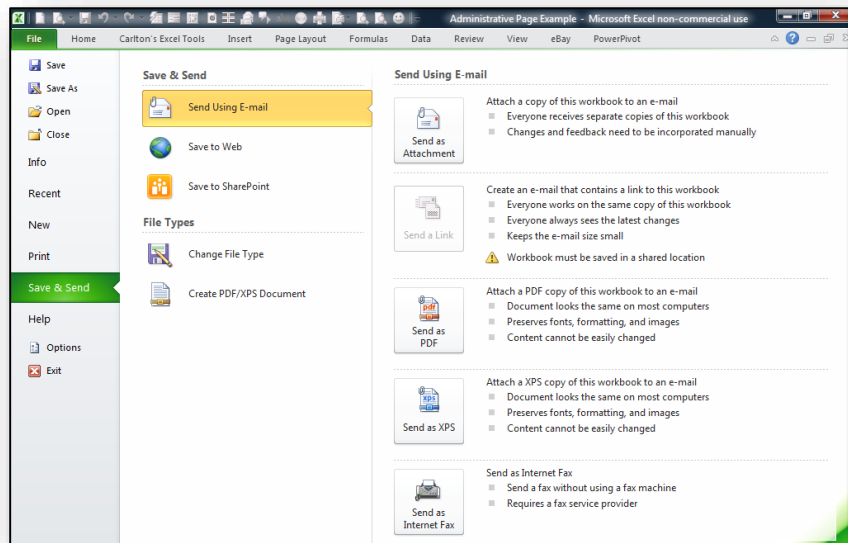 Administrative Page Example - Microsoft Excel non-commercial use
File Home Carlton's Excel Tools Insert Page Layout Formulas Data Review View eBay PowerPivot
Save
Save As
Open
Close
Info
Recent
New
Print
Save & Send
Help
Options
Exit
Save & Send
Send Using E-mail
Save to Web
Save to SharePoint
File Types
Change File Type
Create PDF/XPS Document
Send Using E-mail
Send as
Attachment
Attach a copy of this workbook to an e-mail
Everyone receives separate copies of this workbook
Changes and feedback need to be incorporated manually
Send a Link
Create an e-mail that contains a link to this workbook
Everyone works on the same copy of this workbook
Everyone always sees the latest changes
Keeps the e-mail size small
Workbook must be saved in a shared location
pdf
Send as
PDF
Attach a PDF copy of this workbook to an e-mail
Document looks the same on most computers
Preserves fonts, formatting, and images
Content cannot be easily changed
xps
Send as XPS
Attach a XPS copy of this workbook to an e-mail
Document looks the same on most computers
Preserves fonts, formatting, and images
Content cannot be easily changed
Send as
Internet Fax
Send as Internet Fax
Send a fax without using a fax machine
Requires a fax service provider